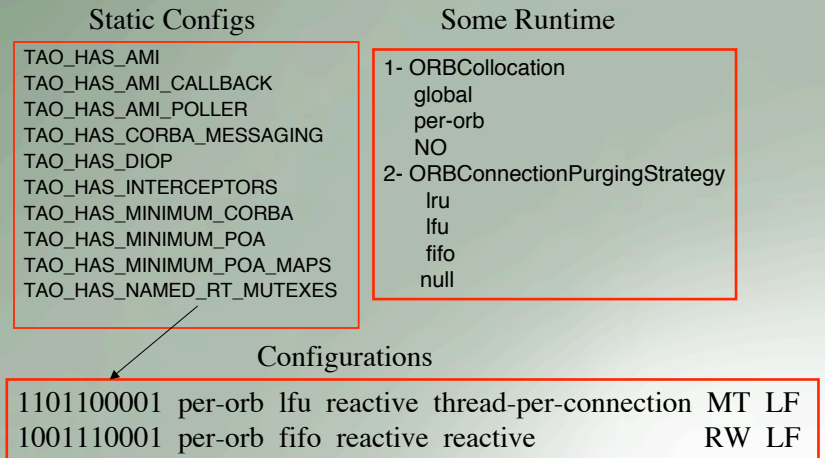 Static Configs
TAO_HAS_AMI
TAO_HAS_AMI_CALLBACK
TAO_HAS_AMI_POLLER
TAO_HAS_CORBA_MESSAGING
TAO_HAS_DIOP
TAO_HAS_INTERCEPTORS
TAO_HAS_MINIMUM_CORBA
TAO_HAS_MINIMUM_POA
TAO_HAS_MINIMUM_POA_MAPS
TAO_HAS_NAMED_RT_MUTEXES
Some Runtime
1- ORBCollocation
global
per-orb
NO
2- ORBConnectionPurgingStrategy
lru
lfu
fifo
null
Configurations
1101100001 per-orb lfu reactive thread-per-connection MT LF
1001110001 per-orb fifo reactive reactive RW LF